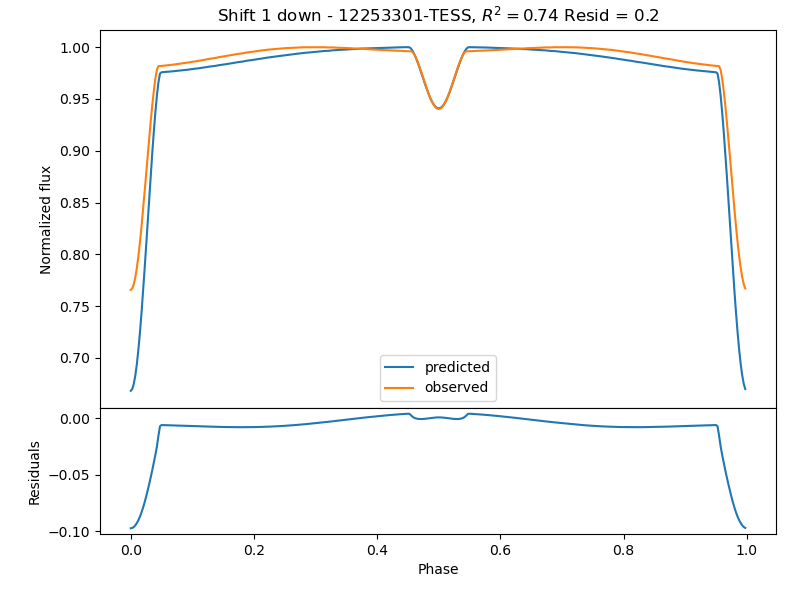 Shift 1 down - 12253301-TESS, R² = 0.74 Resid = 0.2
Normalized flux
1.00
0.95
0.90
0.85
0.80
0.75
0.70
predicted
observed
Residuals
0.00
−0.05
−0.10
0.0
0.2
0.4
0.6
0.8
1.0
Phase